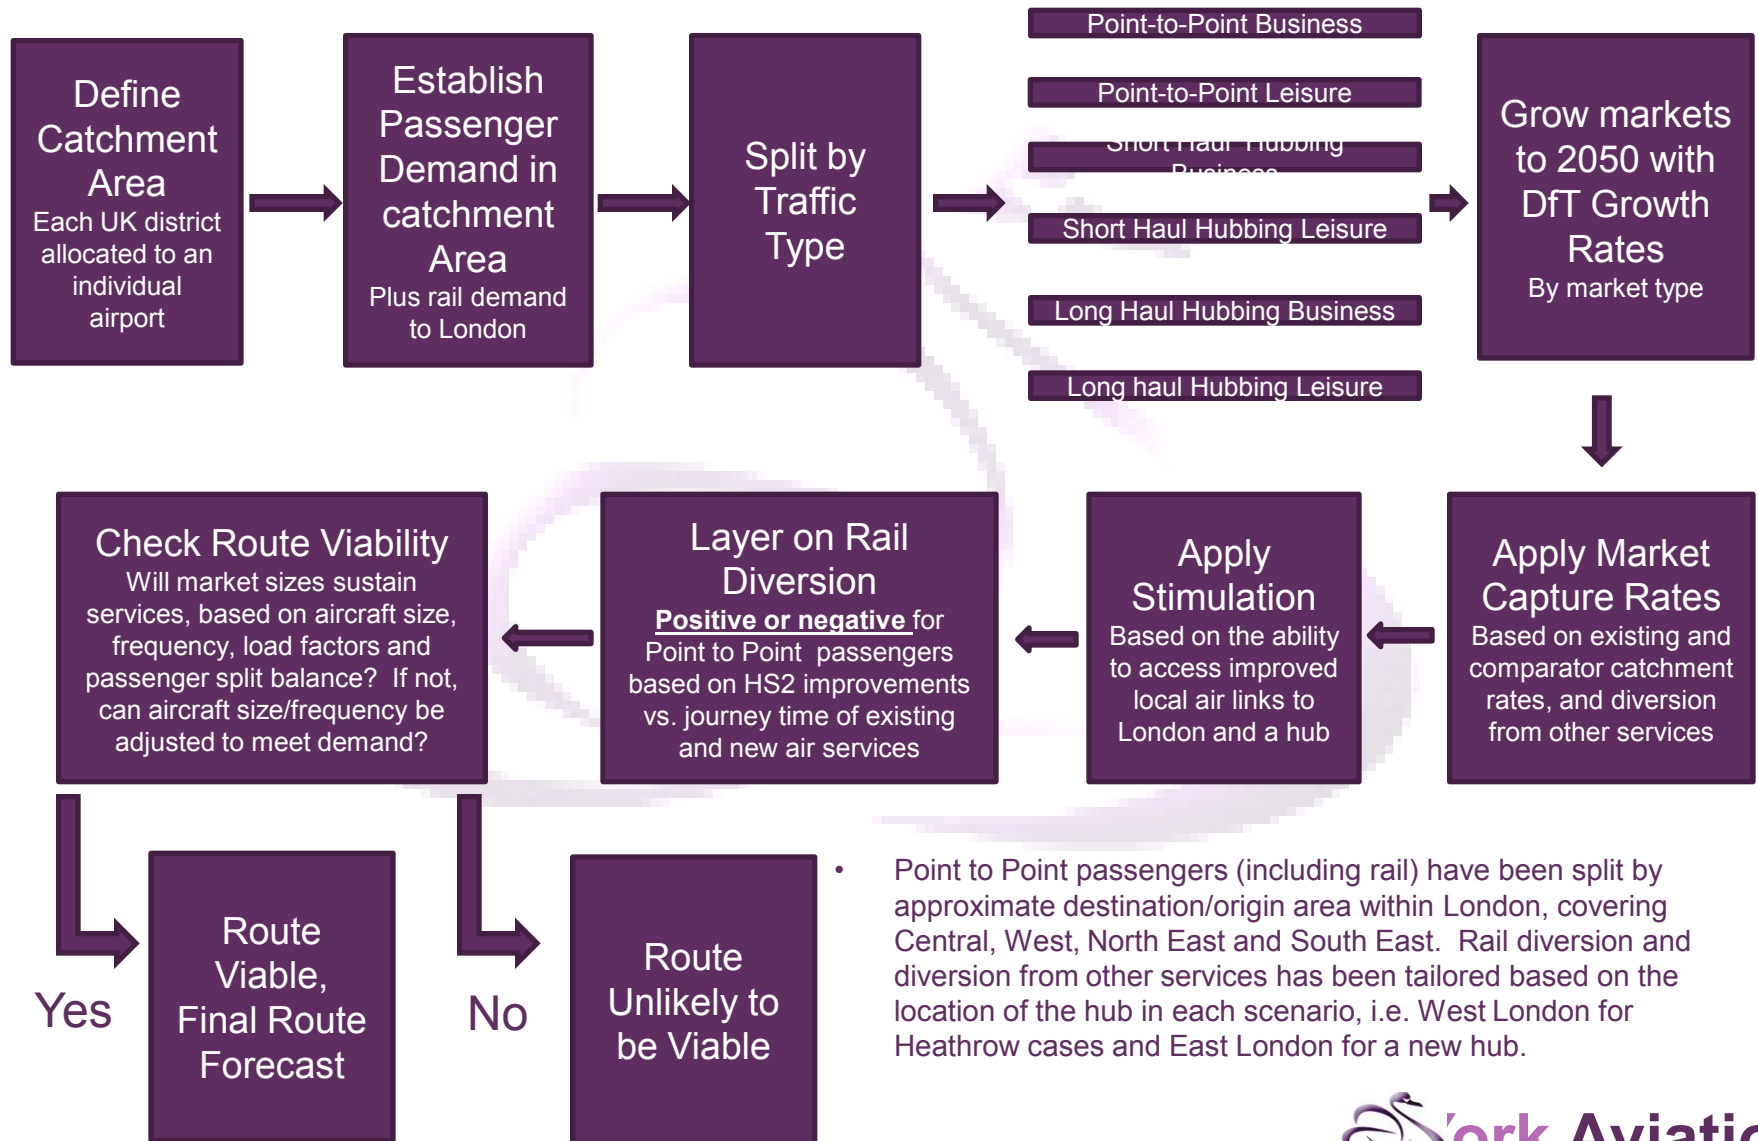 Define
Catchment
Area
Each UK district
allocated to an
individual
airport
Establish
Passenger
Demand in
catchment
Area
Plus rail demand
to London
Split by
Traffic
Type
Point-to-Point Business
Point-to-Point Leisure
Short Haul Hubbing
Business
Short Haul Hubbing Leisure
Long Haul Hubbing Business
Long haul Hubbing Leisure
Grow markets
to 2050 with
DfT Growth
Rates
By market type
Check Route Viability
Will market sizes sustain
services, based on aircraft size,
frequency, load factors and
passenger split balance?  If not,
can aircraft size/frequency be
adjusted to meet demand?
Layer on Rail
Diversion
Positive or negative for
Point to Point  passengers
based on HS2 improvements
vs. journey time of existing
and new air services
Apply
Stimulation
Based on the ability
to access improved
local air links to
London and a hub
Apply Market
Capture Rates
Based on existing and
comparator catchment
rates, and diversion
from other services
Yes
Route
Viable,
Final Route
Forecast
No
Route
Unlikely to
be Viable
• Point to Point passengers (including rail) have been split by
approximate destination/origin area within London, covering
Central, West, North East and South East.  Rail diversion and
diversion from other services has been tailored based on the
location of the hub in each scenario, i.e. West London for
Heathrow cases and East London for a new hub.